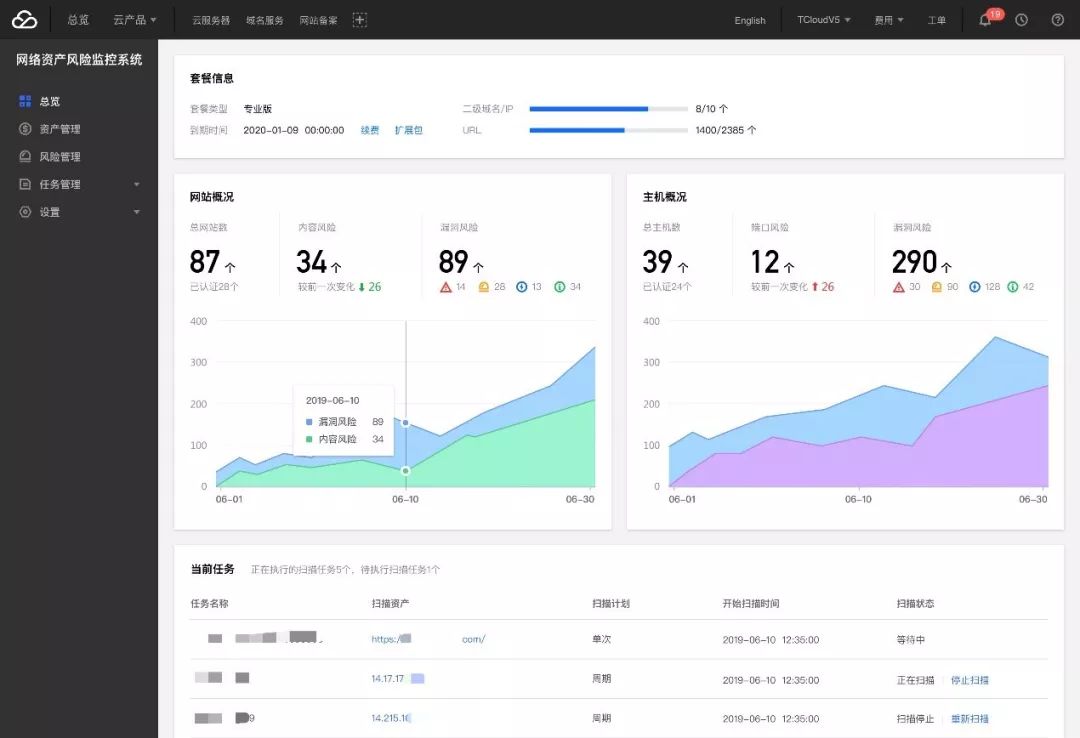 总览 云产品 云服务器 域名服务 网站备案 English TCloudV5 费用 工单 19
网络资产风险监控系统
总览
资产管理
风险管理
任务管理
设置
套餐信息
套餐类型 专业版 二级域名/IP 8/10 个
到期时间 2020-01-09 00:00:00 续费 扩展包 URL 1400/2385 个
网站概况
总网站数 内容风险 漏洞风险
87个 34个 89个
已认证28个 较前一次变化 26 14 28 13 34
400
300
200
100
0
2019-06-10
漏洞风险 89
内容风险 34
06-01 06-10 06-30
主机概况
总主机数 端口风险 漏洞风险
39个 12个 290个
已认证24个 较前一次变化 26 30 90 128 42
400
300
200
100
0
06-01 06-10 06-30
当前任务 正在执行的扫描任务5个，待执行扫描任务1个
任务名称 扫描资产 扫描计划 开始扫描时间 扫描状态
https:/ com/ 单次 2019-06-10 12:35:00 等待中
14.17.17 周期 2019-06-10 12:35:00 正在扫描 停止扫描
9 14.215.16 周期 2019-06-10 12:35:00 扫描停止 重新扫描